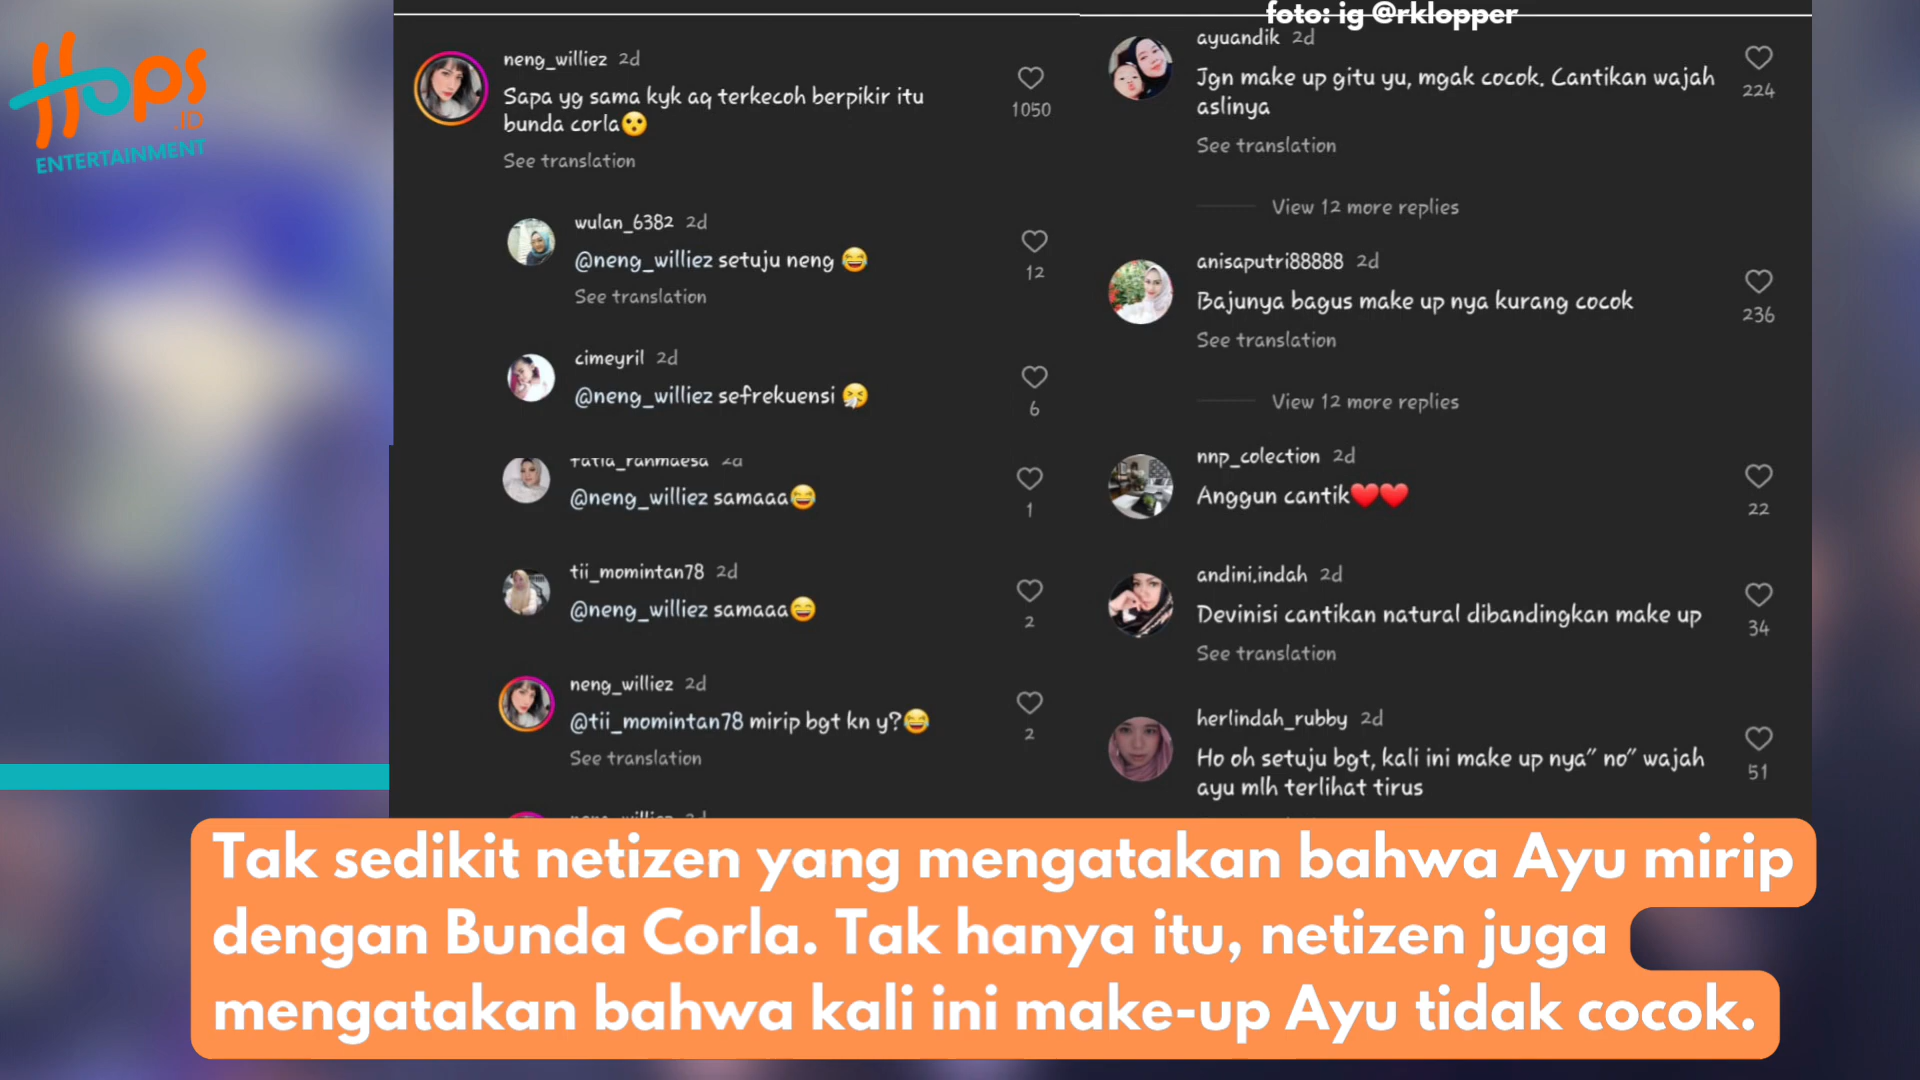 Hops
.ID
ENTERTAINMENT
foto: ig @rklopper
neng_williez 2d
Sapa yg sama kyk aq terkecoh berpikir itu
bunda corla😮
1050
See translation
wulan_6382 2d
@neng_williez setuju neng 😂
12
See translation
cimeyril 2d
@neng_williez sefrekuensi 🤧
6
2d
@neng_williez samaaa😂
1
tii_momintan78 2d
@neng_williez samaaa😄
2
neng_williez 2d
@tii_momintan78 mirip bgt kn y?😂
2
See translation
ayuandik 2d
Jgn make up gitu yu, mgak cocok. Cantikan wajah
aslinya
224
See translation
View 12 more replies
anisaputri88888 2d
Bajunya bagus make up nya kurang cocok
236
See translation
View 12 more replies
nnp_colection 2d
Anggun cantik❤️❤️
22
andini.indah 2d
Devinisi cantikan natural dibandingkan make up
34
See translation
herlindah_rubby 2d
Ho oh setuju bgt, kali ini make up nya" no" wajah
ayu mlh terlihat tirus
51
Tak sedikit netizen yang mengatakan bahwa Ayu mirip
dengan Bunda Corla. Tak hanya itu, netizen juga
mengatakan bahwa kali ini make-up Ayu tidak cocok.